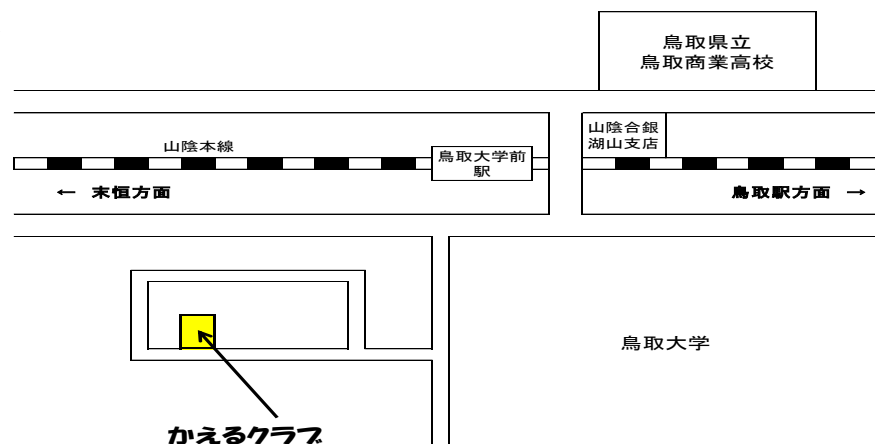 鳥取県立
鳥取商業高校
山陰合銀
湖山支店
山陰本線
鳥取大学前
駅
← 末恒方面
鳥取駅方面 →
鳥取大学
かえるクラブ